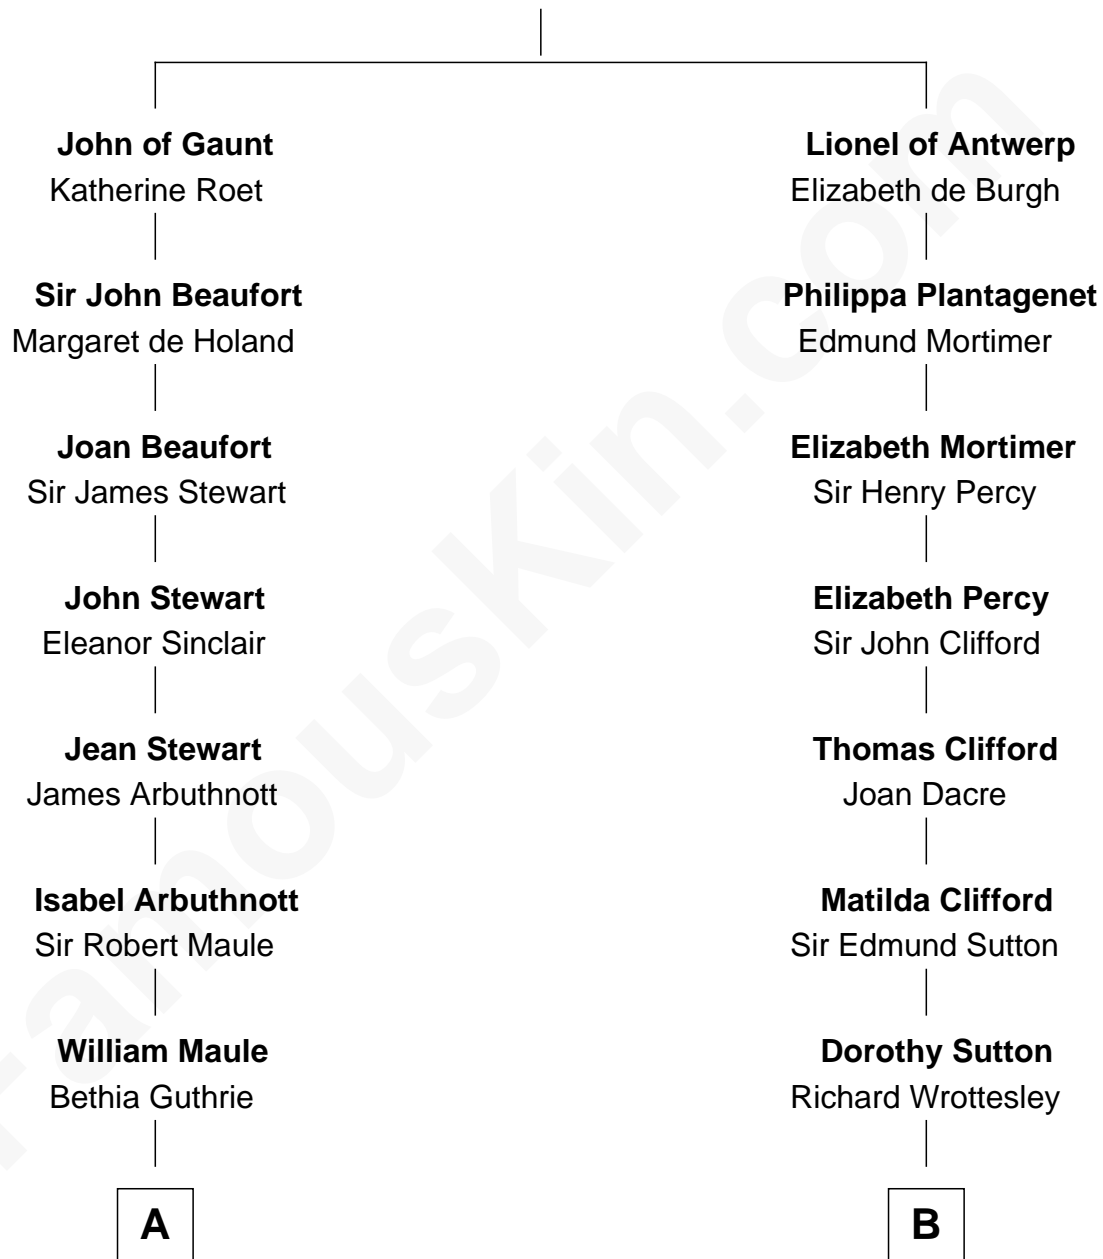 John of Gaunt
Katherine Roet
Lionel of Antwerp
Elizabeth de Burgh
Sir John Beaufort
Margaret de Holand
Philippa Plantagenet
Edmund Mortimer
Joan Beaufort
Sir James Stewart
Elizabeth Mortimer
Sir Henry Percy
John Stewart
Eleanor Sinclair
Elizabeth Percy
Sir John Clifford
Jean Stewart
James Arbuthnott
Thomas Clifford
Joan Dacre
Isabel Arbuthnott
Sir Robert Maule
Matilda Clifford
Sir Edmund Sutton
William Maule
Bethia Guthrie
Dorothy Sutton
Richard Wrottesley
A
B
FamousKin.com